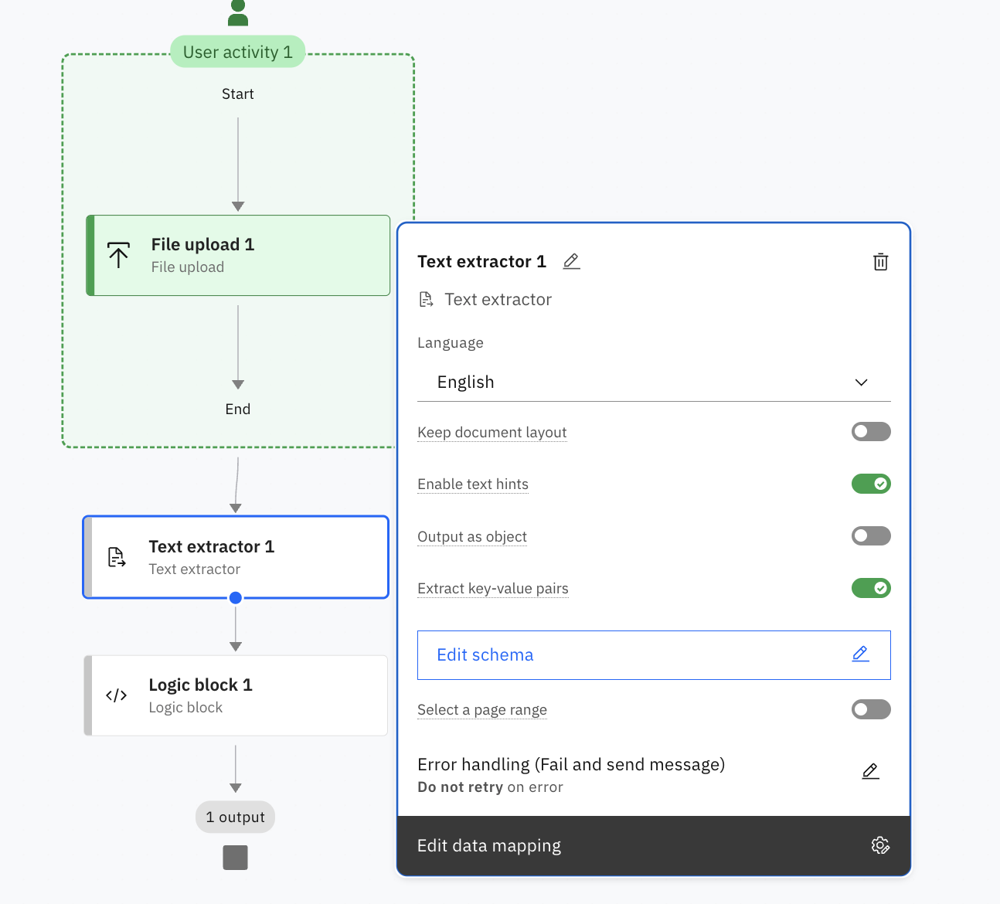 User activity 1
Start
File upload 1
File upload
End
Text extractor 1
Text extractor
Logic block 1
Logic block
1 output
Text extractor 1
Text extractor
Language
English
Keep document layout
Enable text hints
Output as object
Extract key-value pairs
Edit schema
Select a page range
Error handling (Fail and send message)
Do not retry on error
Edit data mapping